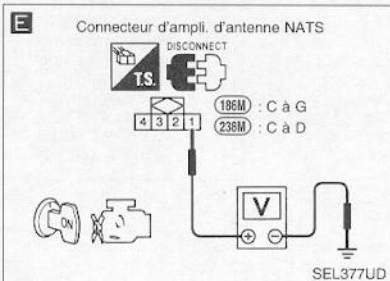 E
Connecteur d'ampli. d'antenne NATS
DISCONNECT
T.S.
186M : C à G
238M : C à D
4 3 2 1
ON
V
+ −
SEL377UD